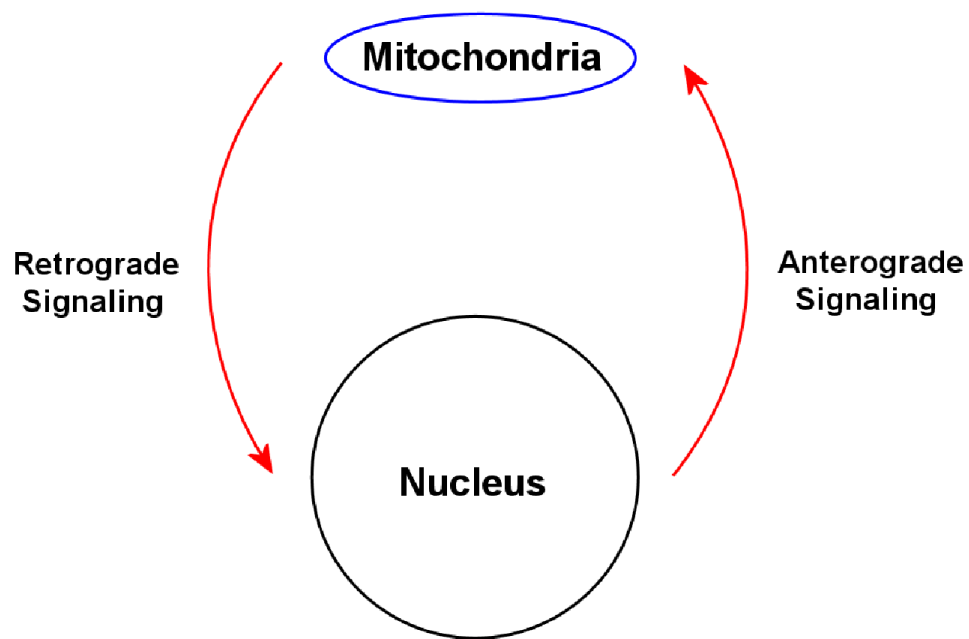 Mitochondria
Retrograde
Signaling
Anterograde
Signaling
Nucleus